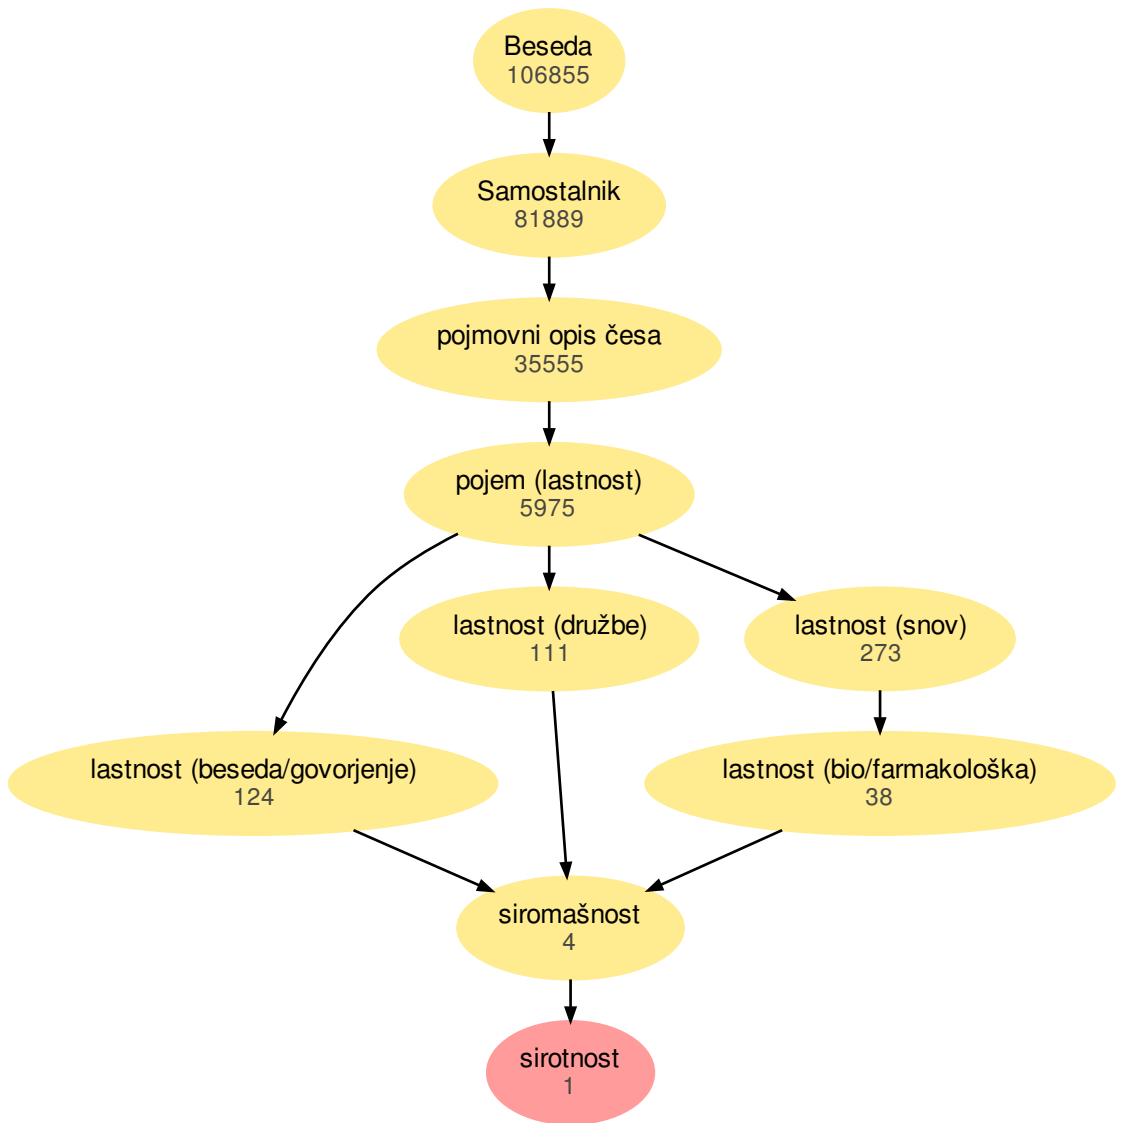 Beseda
106855
Samostalnik
81889
pojmovni opis česa
35555
pojem (lastnost)
5975
lastnost (družbe)
111
lastnost (snov)
273
lastnost (beseda/govorjenje)
124
lastnost (bio/farmakološka)
38
siromašnost
4
sirotnost
1